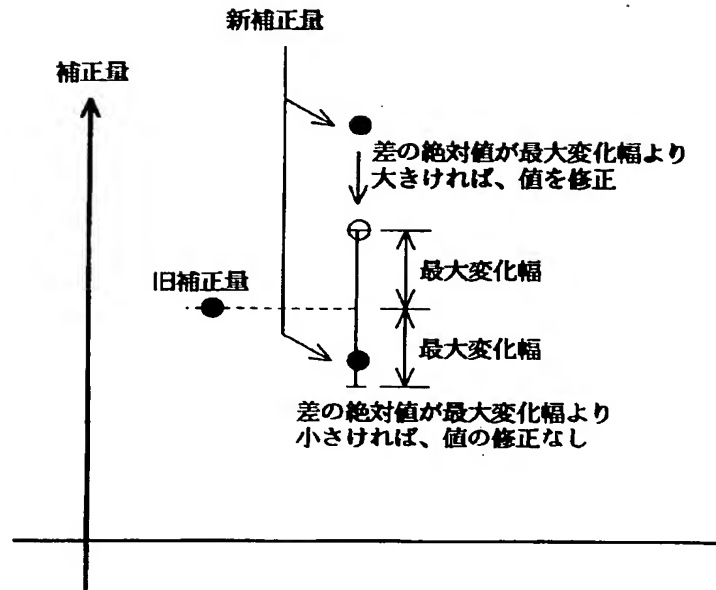 新補正量
補正量
差の絶対値が最大変化幅より
大きければ、値を修正
最大変化幅
旧補正量
最大変化幅
差の絶対値が最大変化幅より
小さければ、値の修正なし